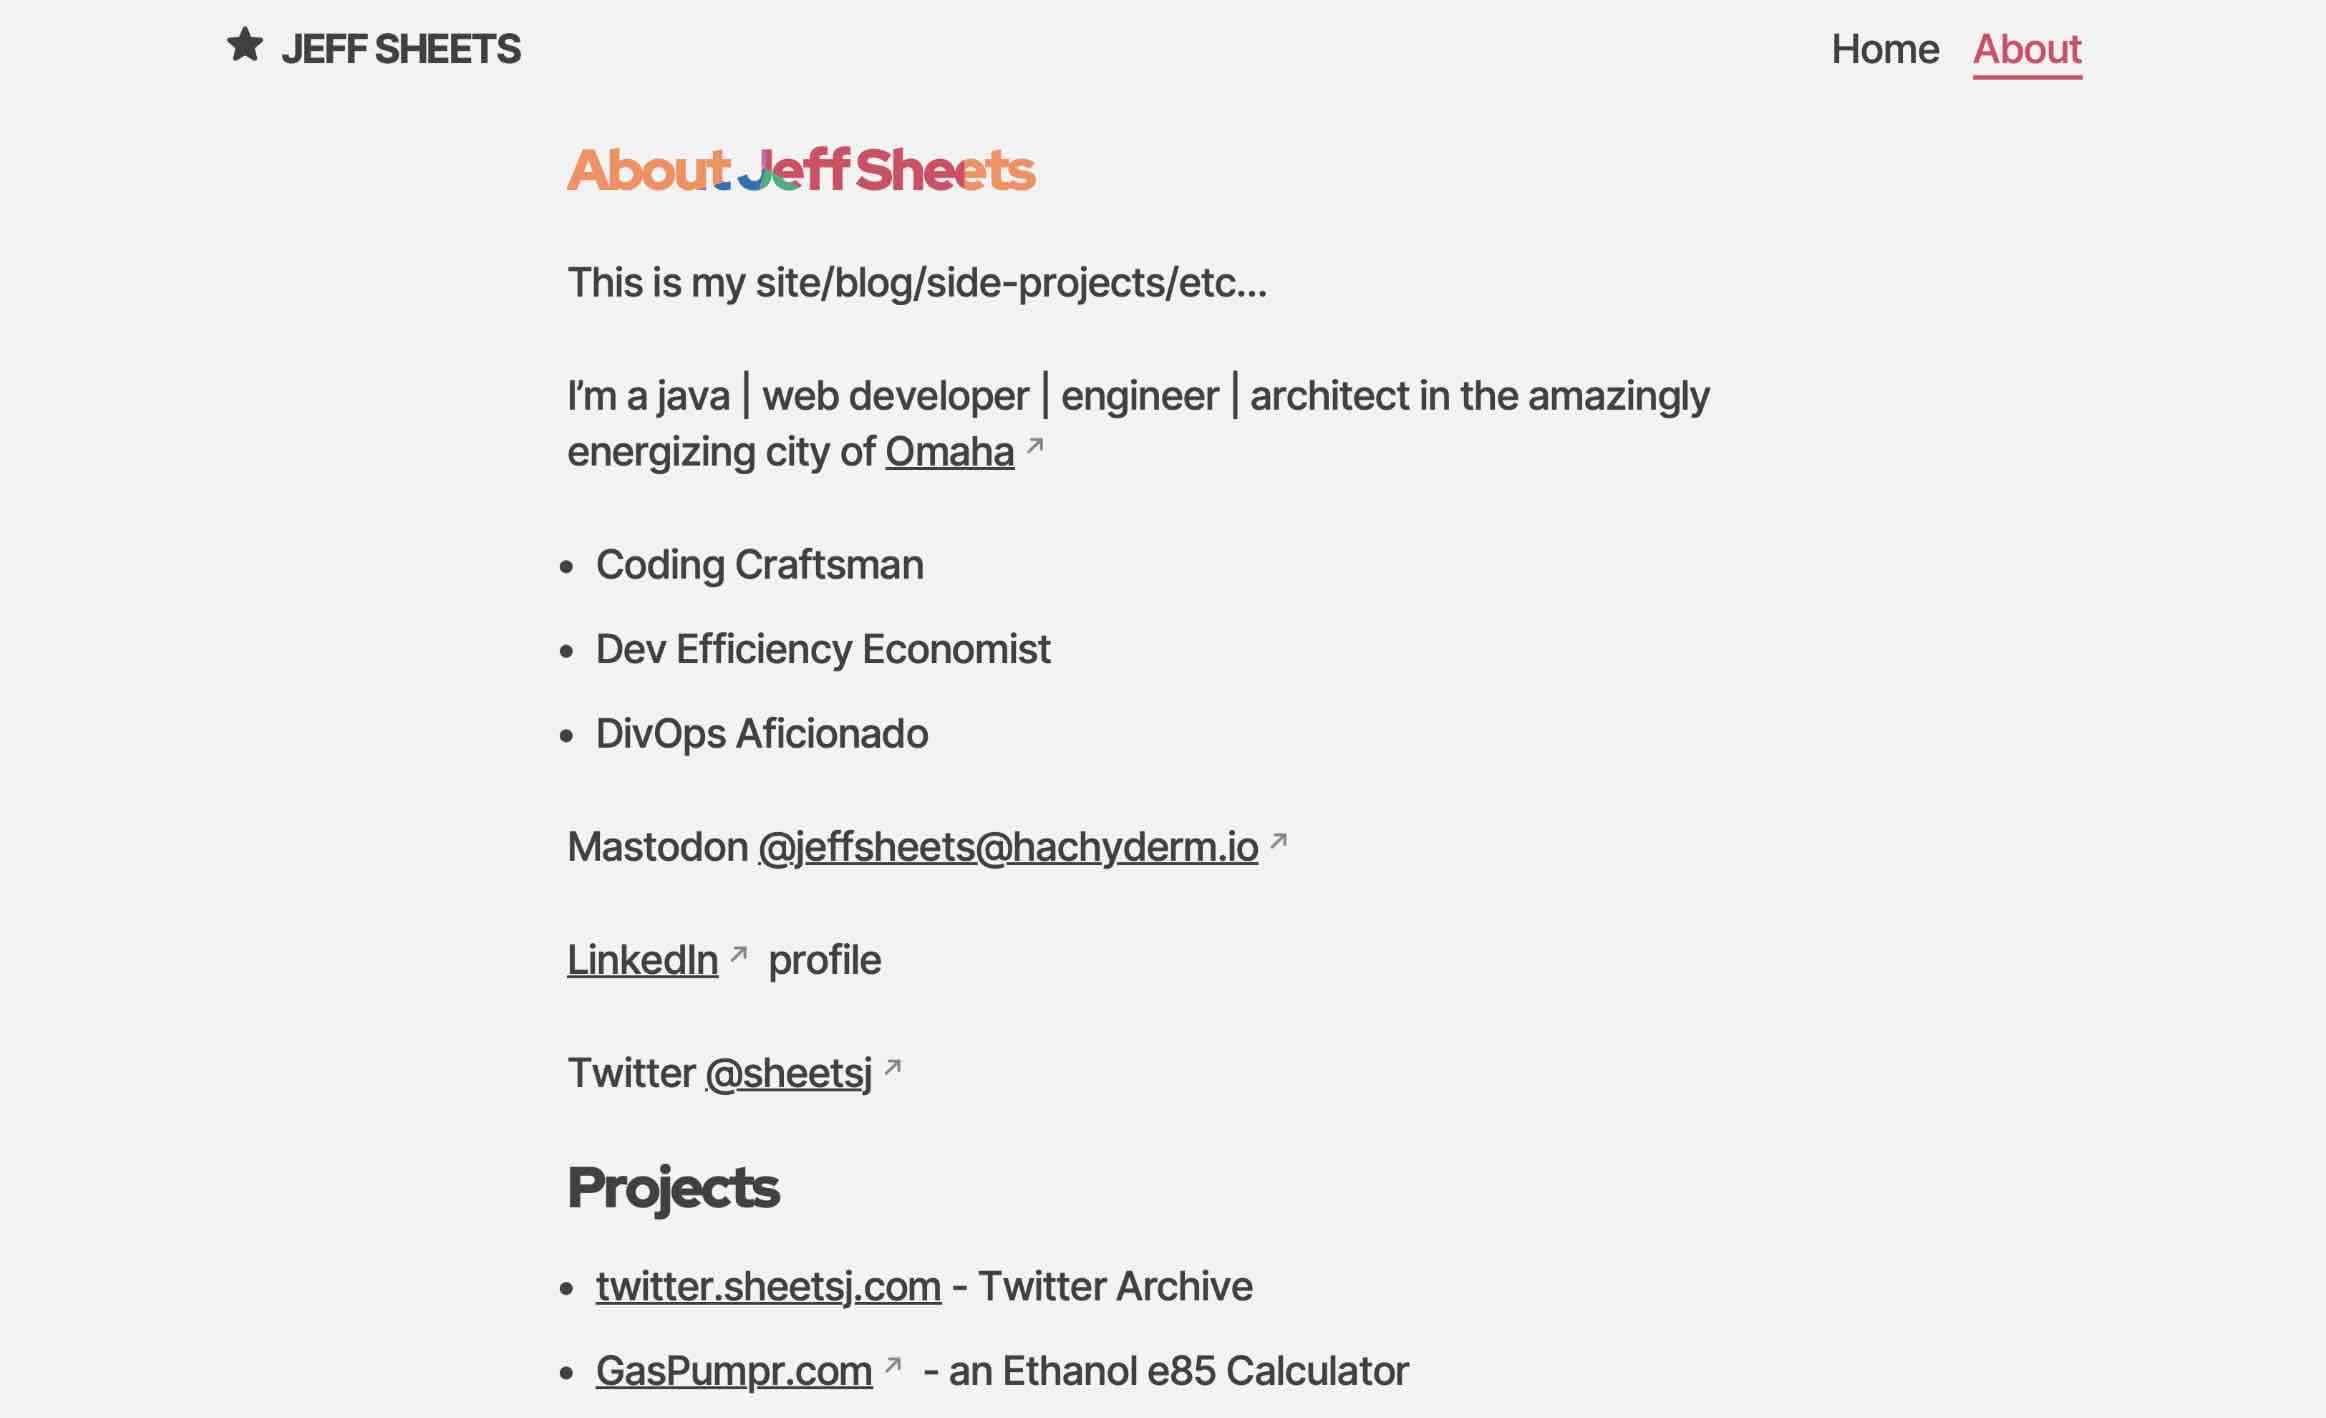 JEFF SHEETS
Home About
About Jeff Sheets
This is my site/blog/side-projects/etc...
I’m a java | web developer | engineer | architect in the amazingly
energizing city of Omaha ↗
• Coding Craftsman
• Dev Efficiency Economist
• DivOps Aficionado
Mastodon @jeffsheets@hachyderm.io ↗
LinkedIn ↗ profile
Twitter @sheetsj ↗
Projects
• twitter.sheetsj.com - Twitter Archive
• GasPumpr.com ↗ - an Ethanol e85 Calculator